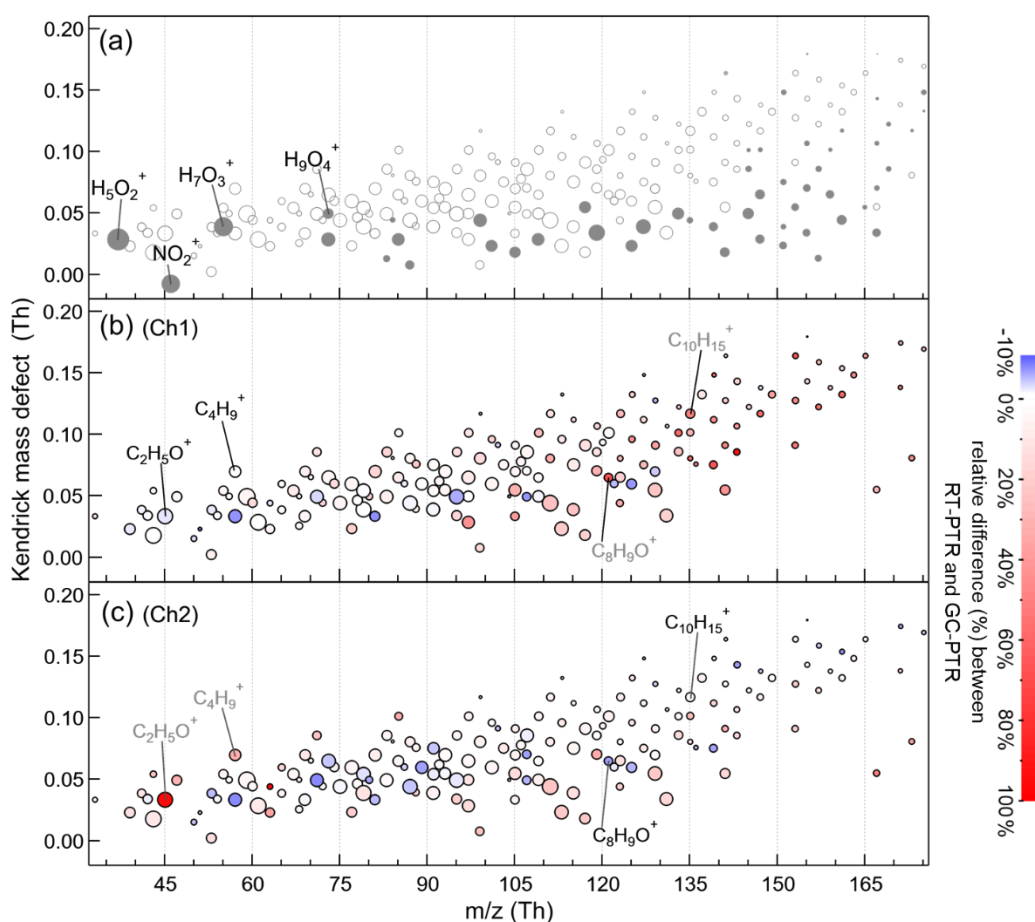 (a)
0.20
0.15
0.10
0.05
0.00
H₅O₂⁺
H₇O₃⁺
H₉O₄⁺
NO₂⁺
(b) (Ch1)
0.20
0.15
0.10
0.05
0.00
C₂H₅O⁺
C₄H₉⁺
C₁₀H₁₅⁺
C₈H₉O⁺
(c) (Ch2)
0.20
0.15
0.10
0.05
0.00
C₂H₅O⁺
C₄H₉⁺
C₁₀H₁₅⁺
C₈H₉O⁺
Kendrick mass defect (Th)
45 60 75 90 105 120 135 150 165
m/z (Th)
-10%
0%
20%
40%
60%
80%
100%
relative difference (%) between
RT-PTR and GC-PTR